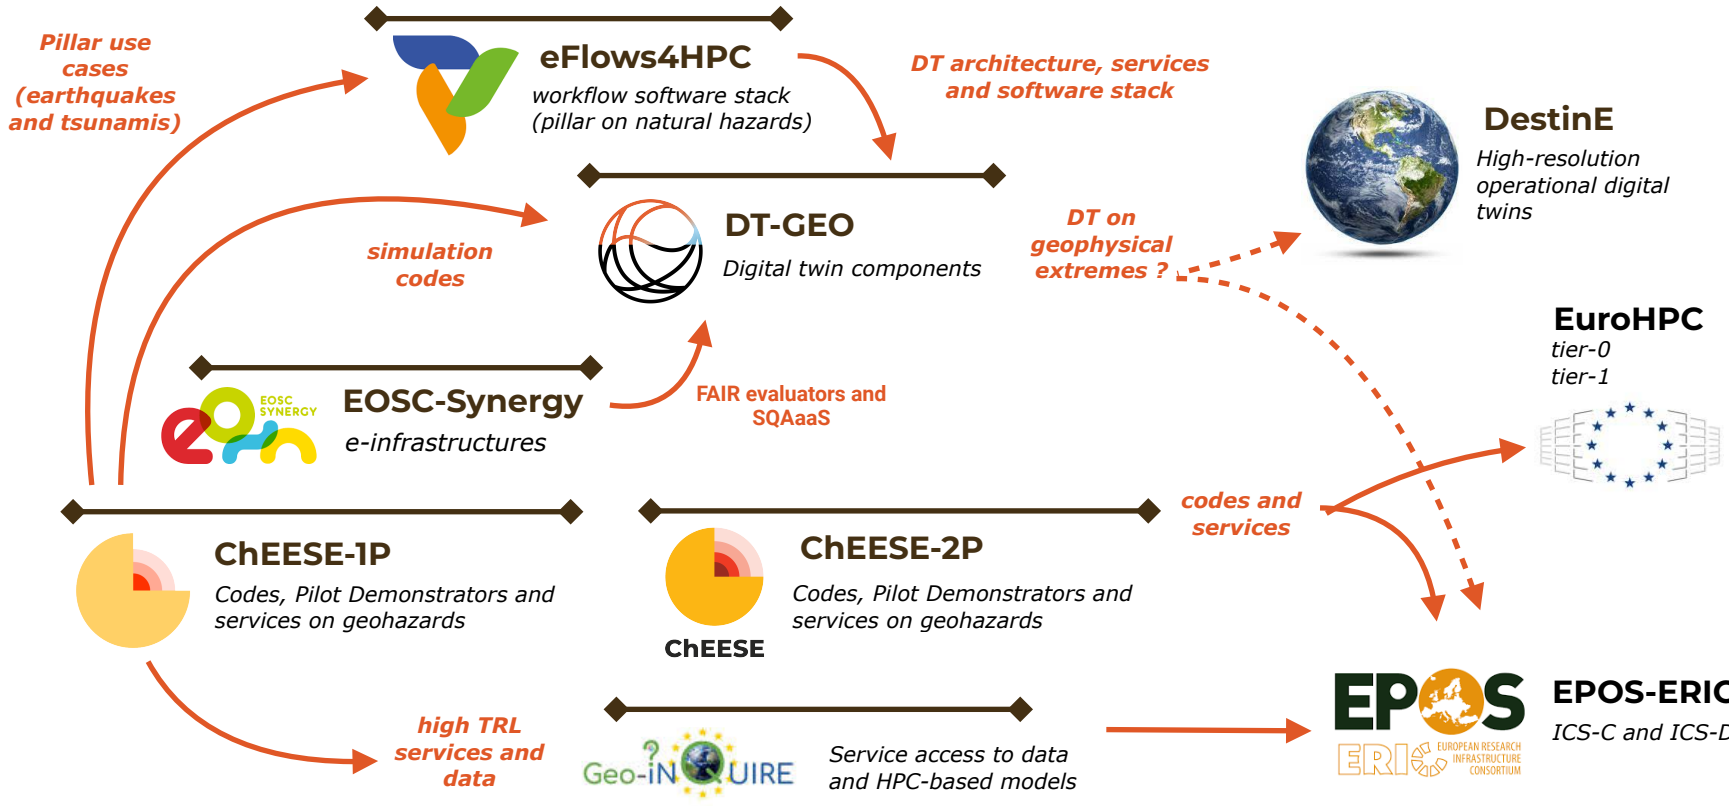 Pillar use
cases
(earthquakes
and tsunamis)
eFlows4HPC
workflow software stack
(pillar on natural hazards)
DT architecture, services
and software stack
DestinE
High-resolution
operational digital
twins
simulation
codes
DT-GEO
Digital twin components
DT on
geophysical
extremes ?
EuroHPC
tier-0
tier-1
EOSC
SYNERGY
EOSC-Synergy
e-infrastructures
FAIR evaluators and
SQAaaS
ChEESE-1P
Codes, Pilot Demonstrators and
services on geohazards
ChEESE-2P
Codes, Pilot Demonstrators and
services on geohazards
ChEESE
codes and
services
high TRL
services and
data
Geo-iNQUIRE
Service access to data
and HPC-based models
EPOS
ERIC
EUROPEAN RESEARCH
INFRASTRUCTURE
CONSORTIUM
EPOS-ERIC
ICS-C and ICS-D